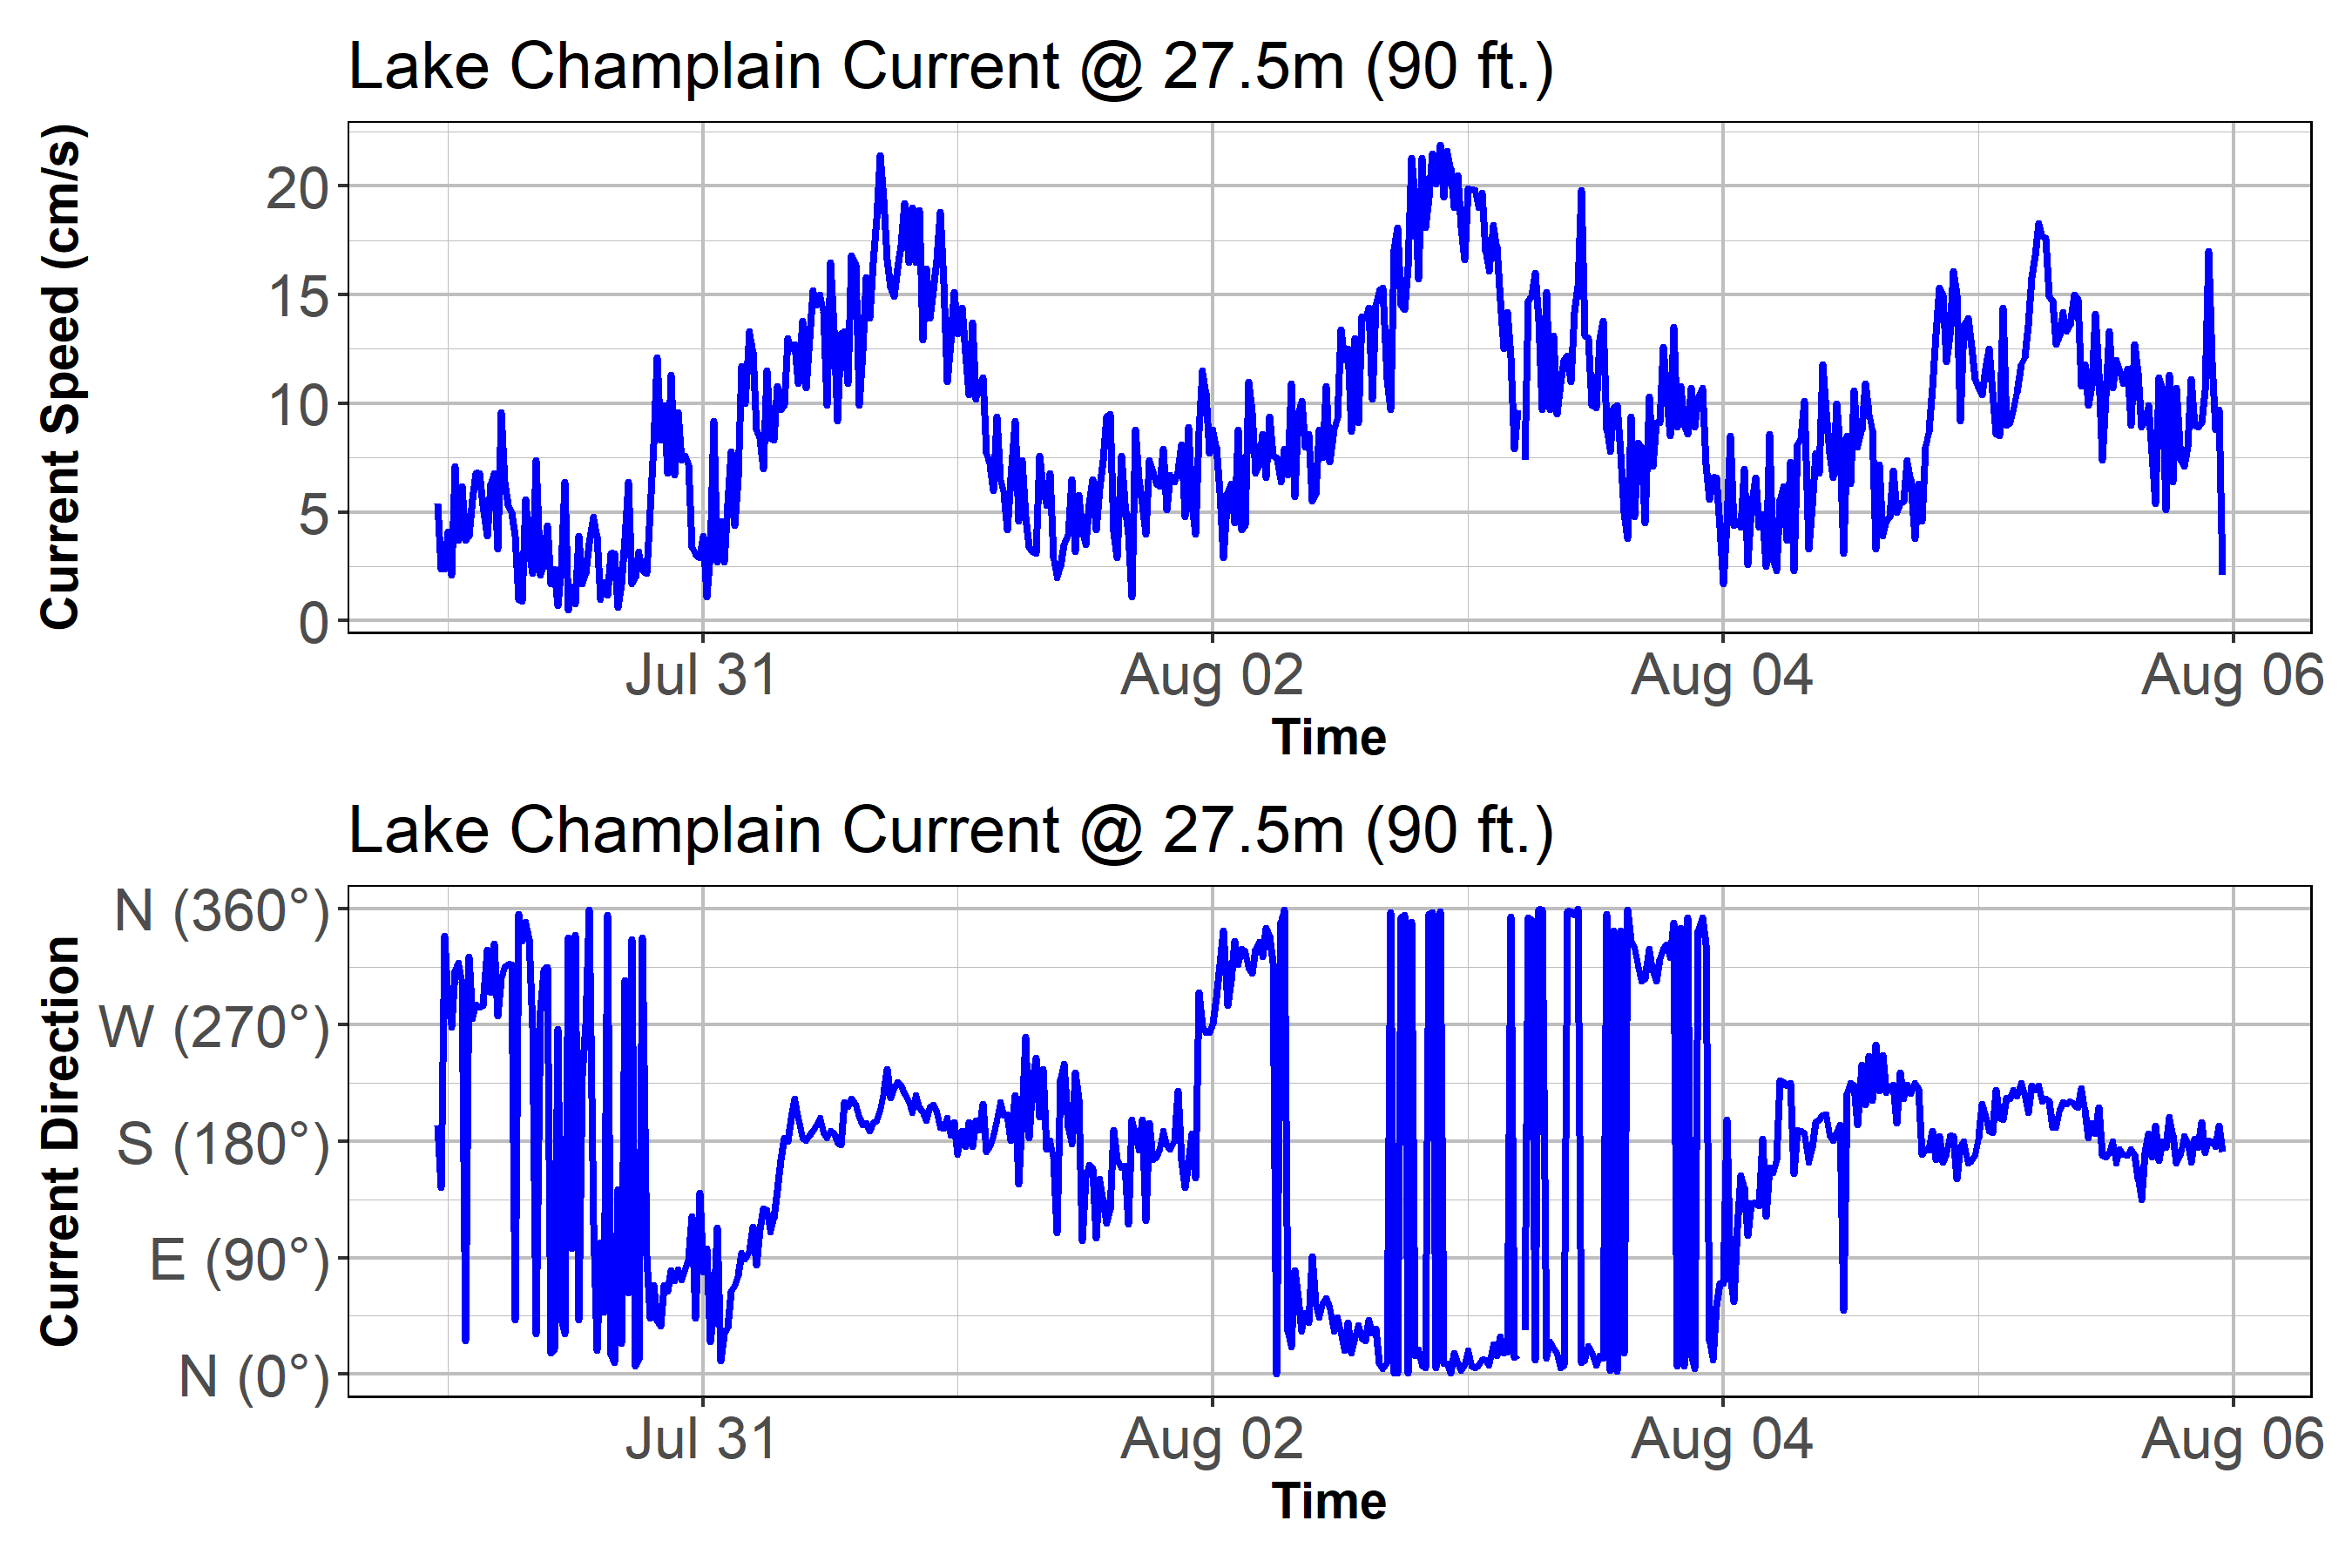 Lake Champlain Current @ 27.5m (90 ft.)
Current Speed (cm/s)
20
15
10
5
0
Jul 31 Aug 02 Aug 04 Aug 06
Time
Lake Champlain Current @ 27.5m (90 ft.)
Current Direction
N (360°)
W (270°)
S (180°)
E (90°)
N (0°)
Jul 31 Aug 02 Aug 04 Aug 06
Time